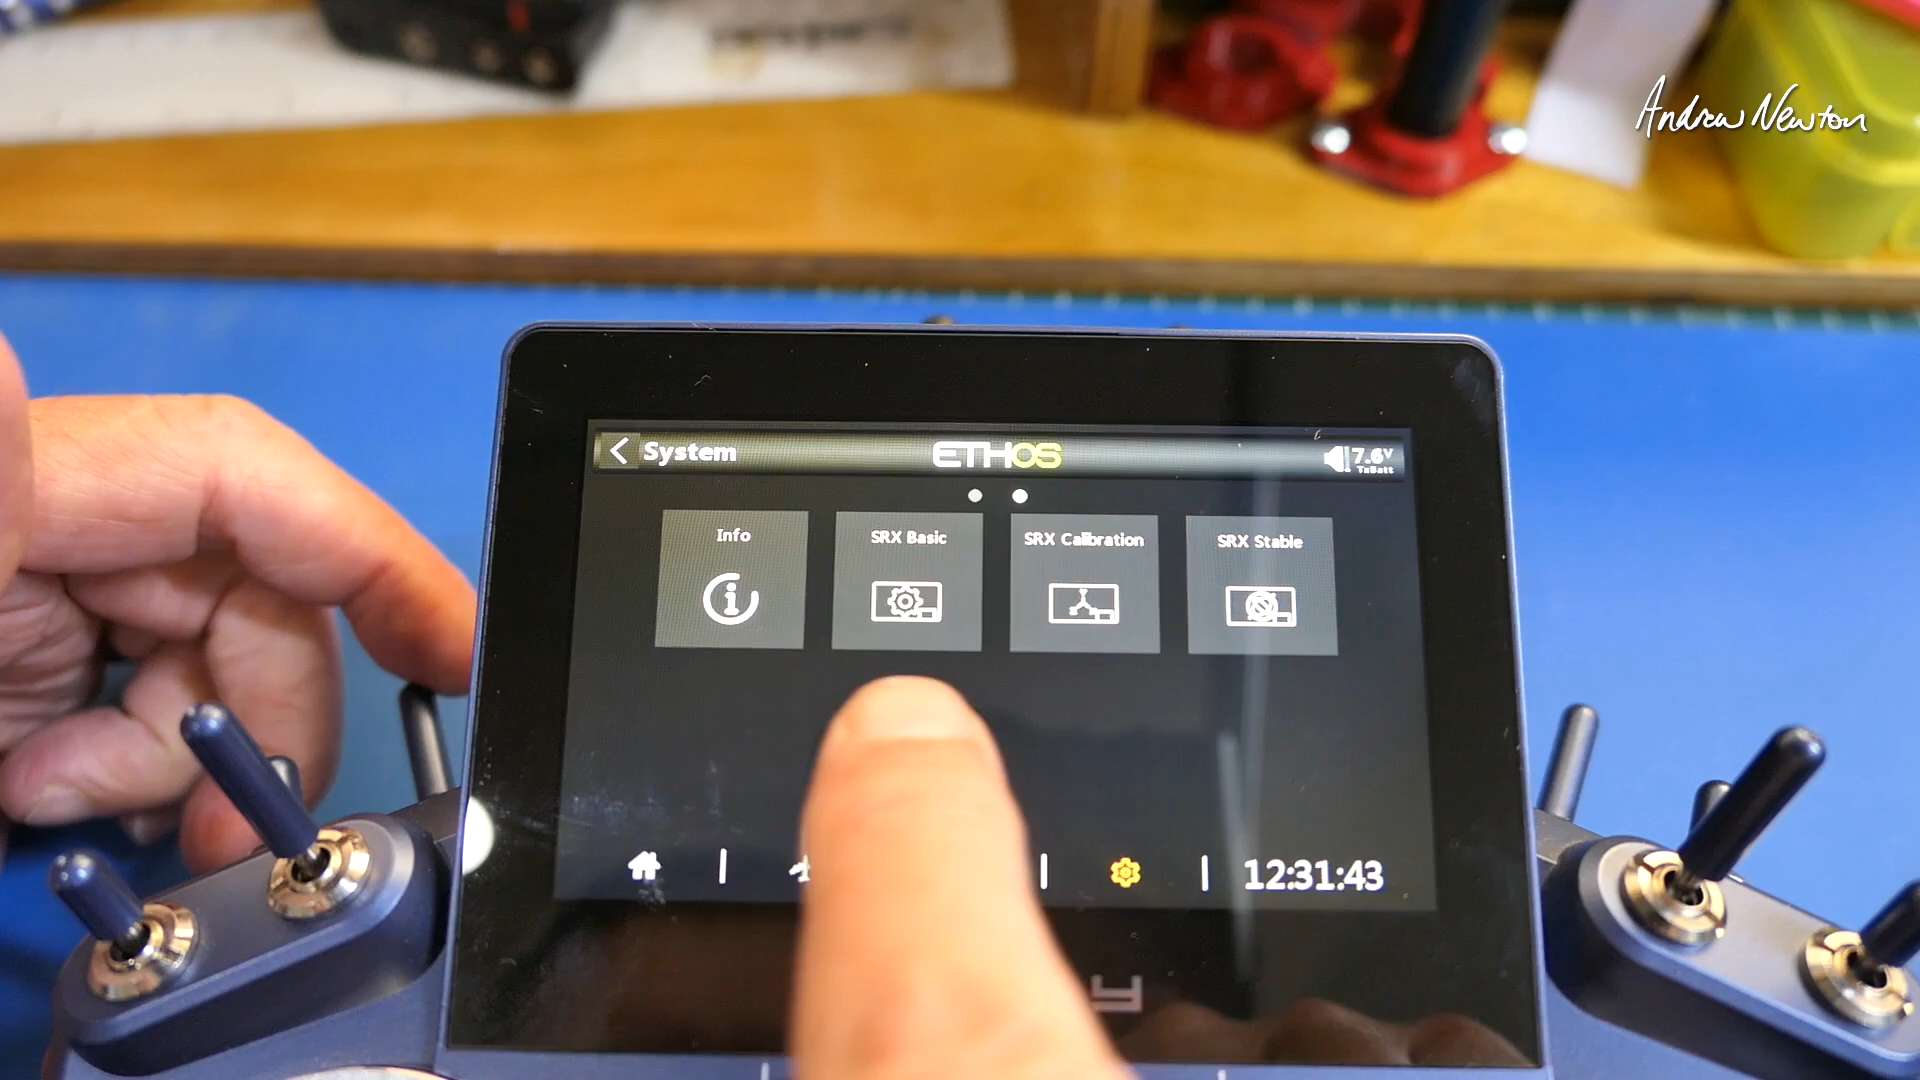 Andrew Newton
System
ETHOS
7.6V
TxBatt
Info
SRX Basic
SRX Calibration
SRX Stable
12:31:43